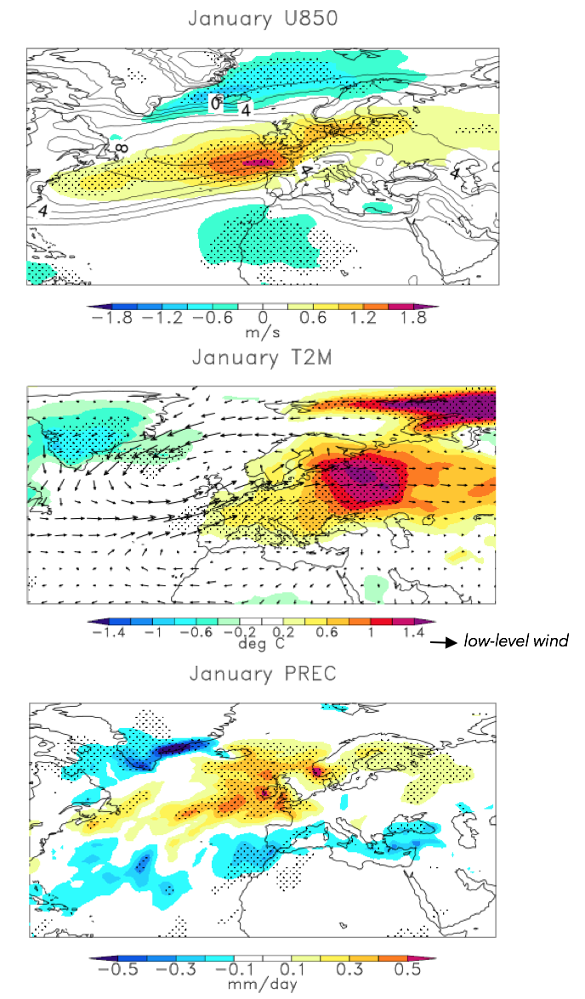 January U850
0
4
8
4
4
4
−1.8 −1.2 −0.6 0 0.6 1.2 1.8
m/s
January T2M
−1.4 −1 −0.6 −0.2 0.2 0.6 1 1.4
deg C
low-level wind
January PREC
−0.5 −0.3 −0.1 0.1 0.3 0.5
mm/day